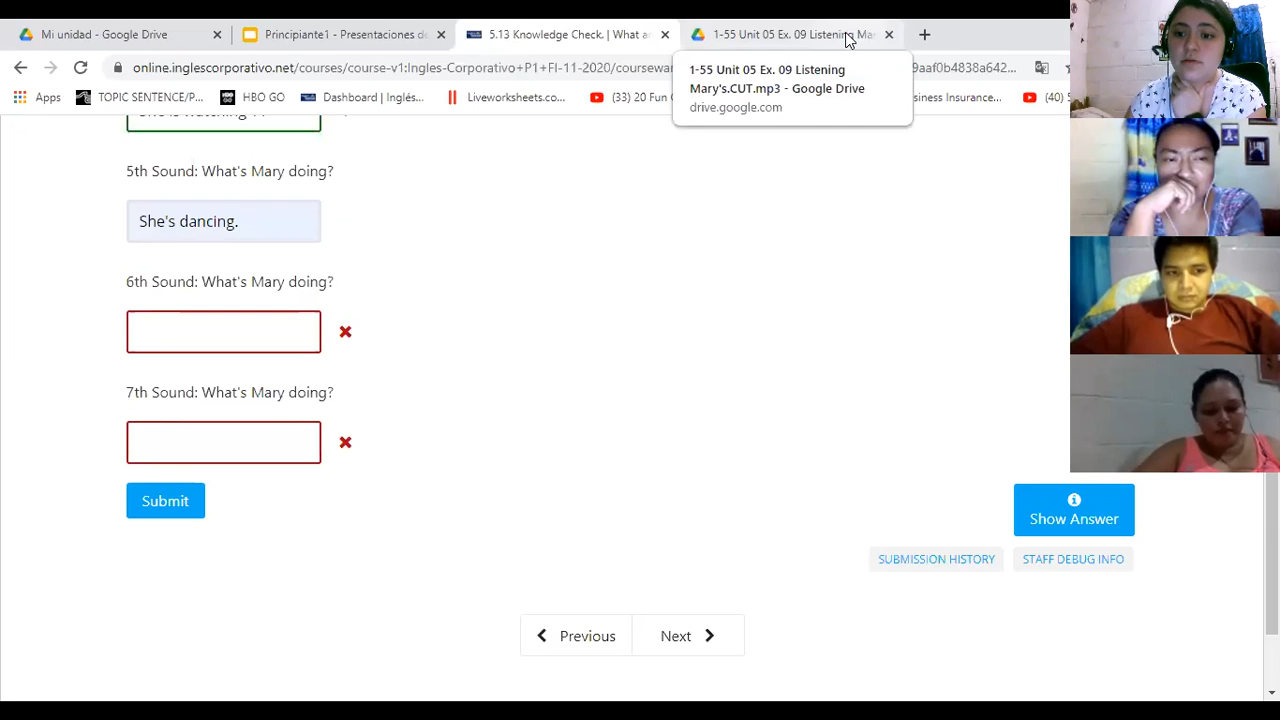 Mi unidad - Google Drive
Principiante1 - Presentaciones de
5.13 Knowledge Check. | What a
1-55 Unit 05 Ex. 09 Listening Ma
online.inglescorporativo.net/courses/course-v1:Ingles-Corporativo+P1+FI-11-2020/coursewa
9aaf0b4838a642...
Apps
TOPIC SENTENCE/P...
HBO GO
Dashboard | Inglés...
Liveworksheets.co...
(33) 20 Fun
usiness Insurance...
(40) 5
1-55 Unit 05 Ex. 09 Listening
Mary's.CUT.mp3 - Google Drive
drive.google.com
5th Sound: What's Mary doing?
She's dancing.
6th Sound: What's Mary doing?
7th Sound: What's Mary doing?
Submit
Show Answer
SUBMISSION HISTORY
STAFF DEBUG INFO
Previous
Next